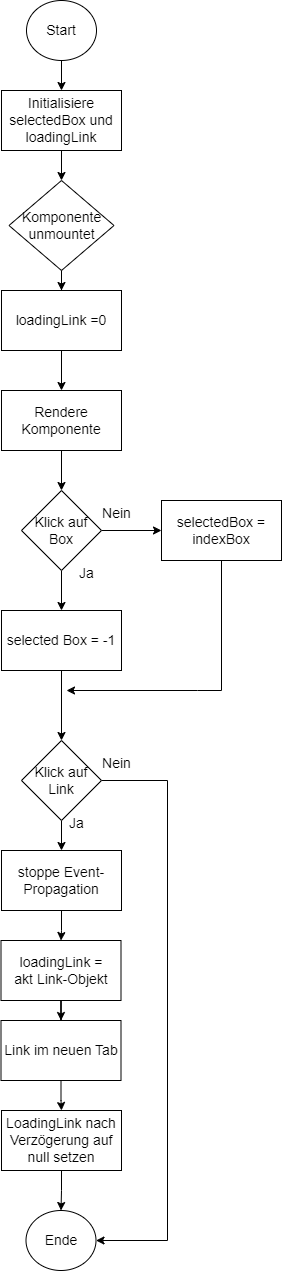 Start
Initialisiere
selectedBox und
loadingLink
Komponente
unmountet
loadingLink =0
Rendere
Komponente
Klick auf
Box
Nein
selectedBox =
indexBox
Ja
selected Box = -1
Klick auf
Link
Nein
Ja
stoppe Event-
Propagation
loadingLink =
akt Link-Objekt
Link im neuen Tab
LoadingLink nach
Verzögerung auf
null setzen
Ende